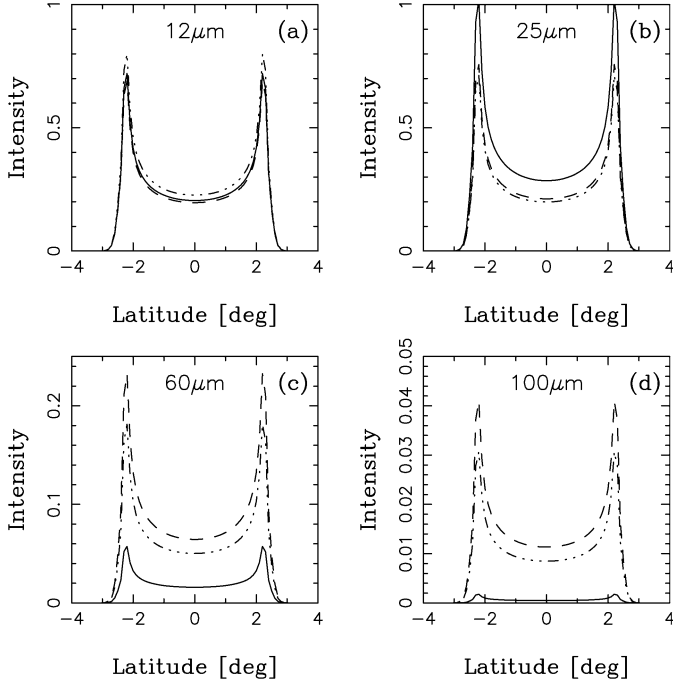 12μm (a)
Intensity
0 0.5 1
−4 −2 0 2 4
Latitude [deg]
25μm (b)
Intensity
0 0.5 1
−4 −2 0 2 4
Latitude [deg]
60μm (c)
Intensity
0 0.1 0.2
−4 −2 0 2 4
Latitude [deg]
100μm (d)
Intensity
0 0.01 0.02 0.03 0.04 0.05
−4 −2 0 2 4
Latitude [deg]